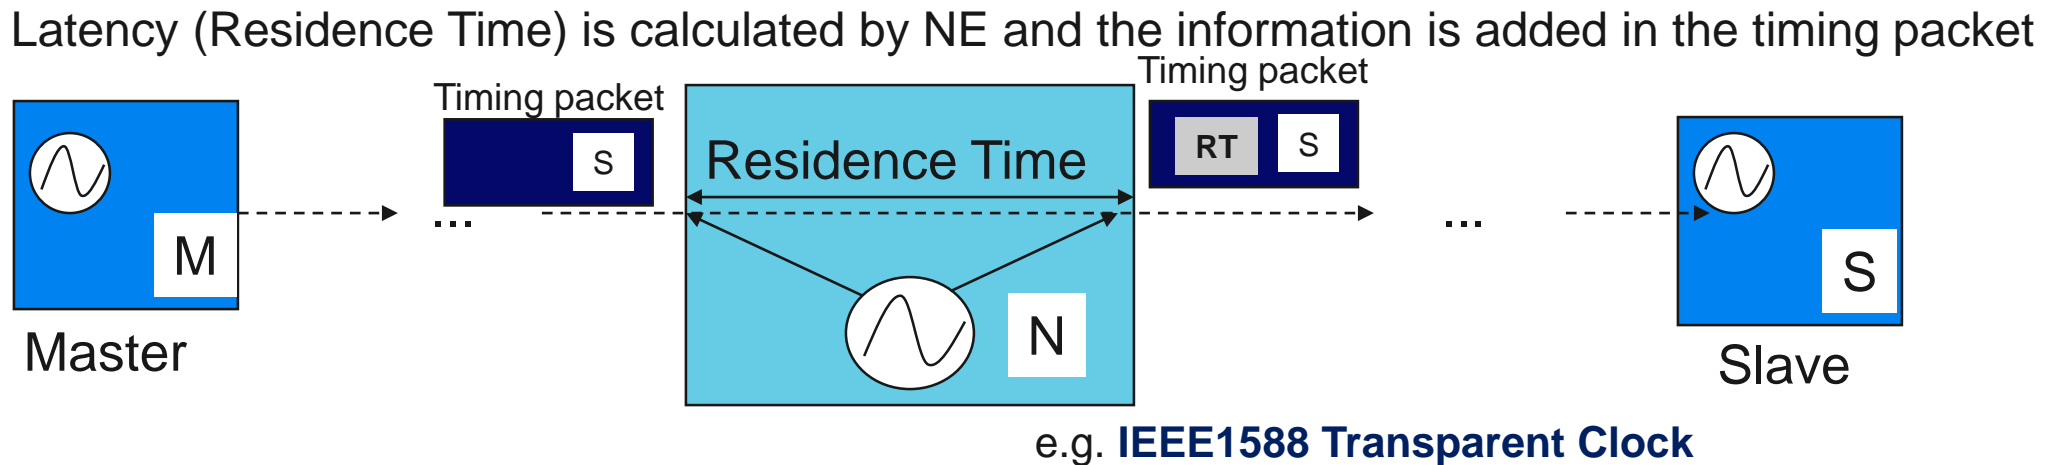 Latency (Residence Time) is calculated by NE and the information is added in the timing packet
Timing packet
Timing packet
S
Residence Time
RT
S
...
...
M
N
S
Master
Slave
e.g. IEEE1588 Transparent Clock